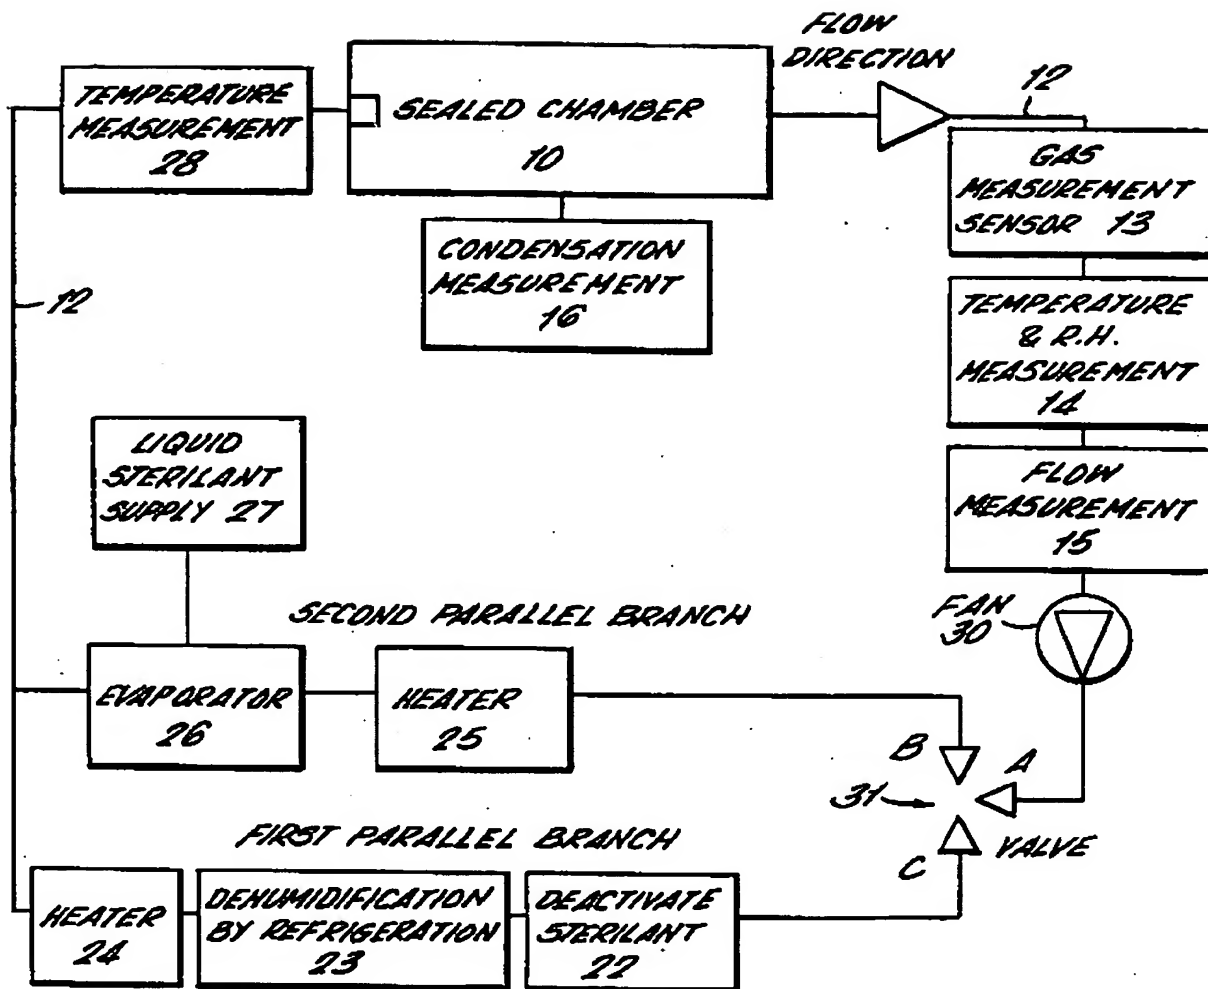 FLOW
DIRECTION
TEMPERATURE
MEASUREMENT
28
SEALED CHAMBER
10
12
GAS
MEASUREMENT
SENSOR 13
CONDENSATION
MEASUREMENT
16
12
TEMPERATURE
& R.H.
MEASUREMENT
14
LIQUID
STERILANT
SUPPLY 27
FLOW
MEASUREMENT
15
SECOND PARALLEL BRANCH
FAN
30
EVAPORATOR
26
HEATER
25
B
A
31
FIRST PARALLEL BRANCH
C
VALVE
HEATER
24
DEHUMIDIFICATION
BY REFRIGERATION
23
DEACTIVATE
STERILANT
22